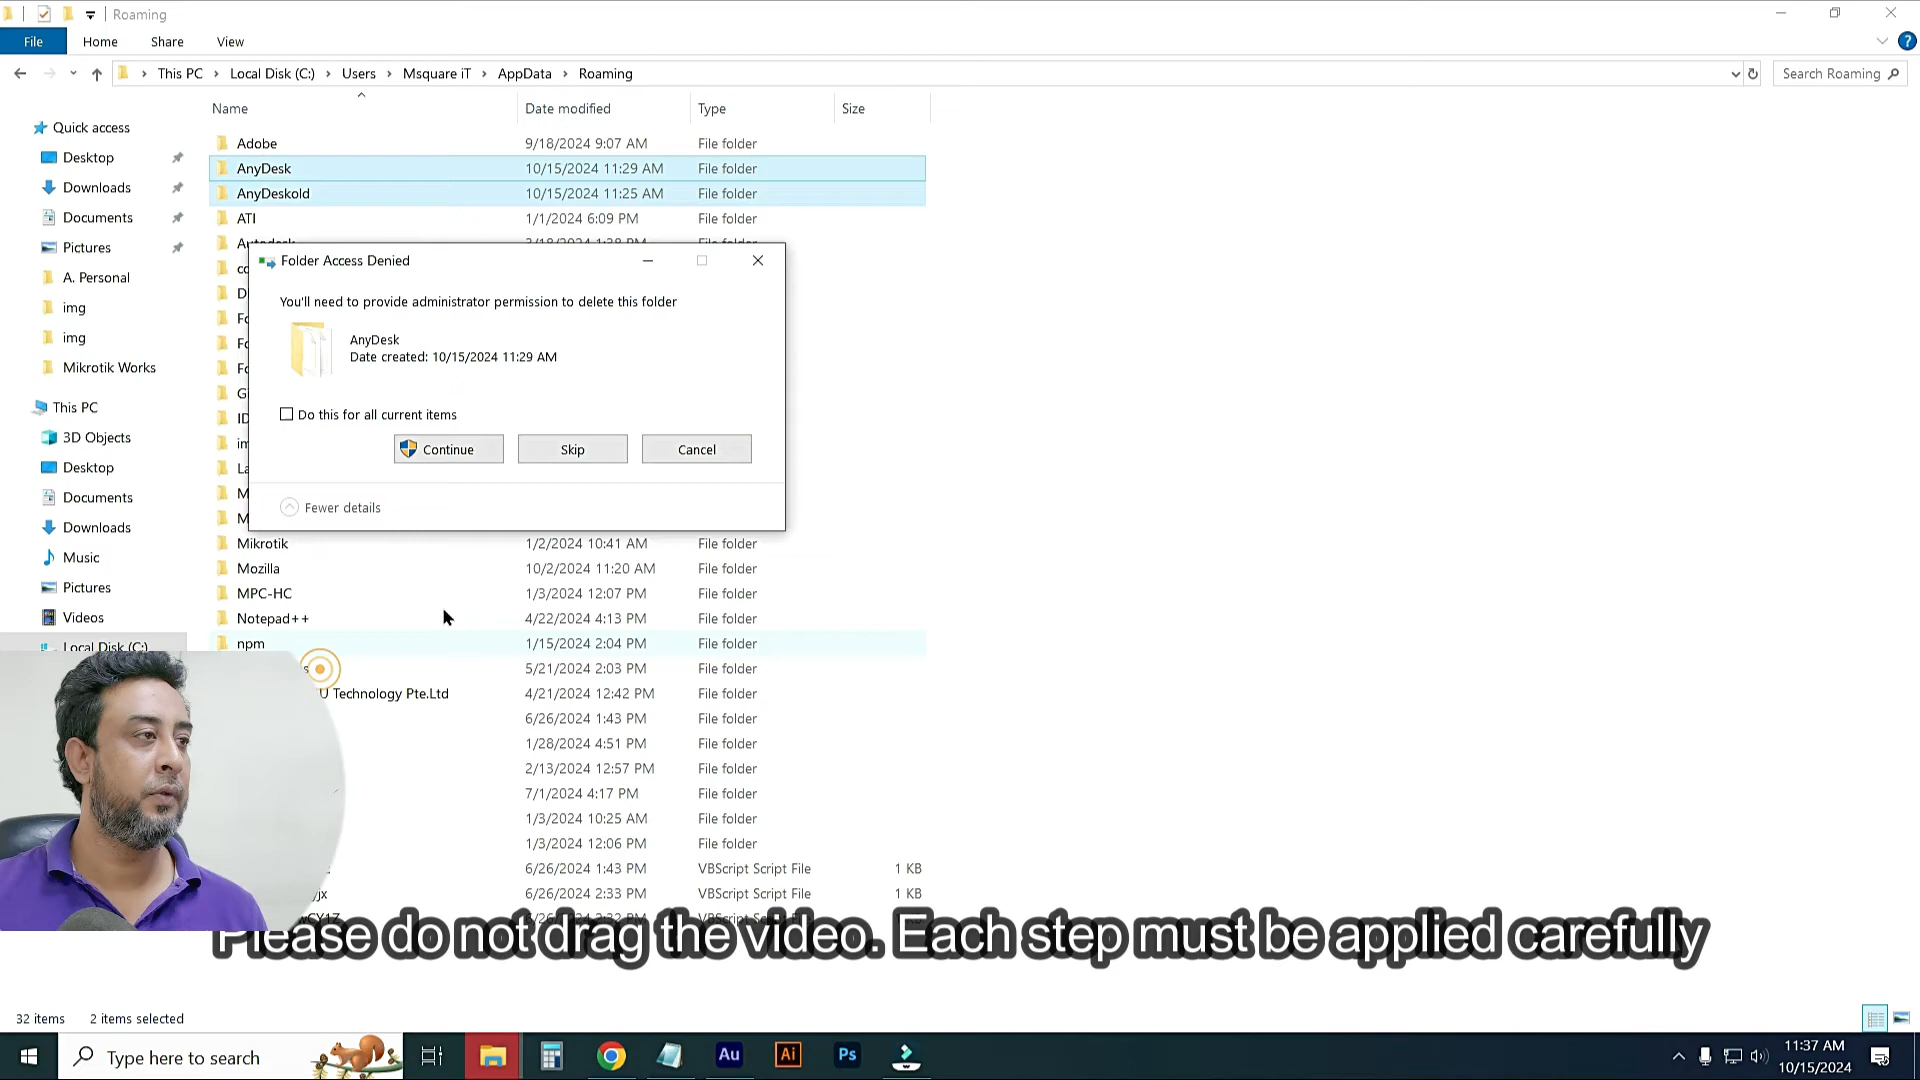 Roaming
File Home Share View
This PC Local Disk (C:) Users Msquare iT AppData Roaming
Search Roaming
Name Date modified Type Size
Quick access
Desktop
Downloads
Documents
Pictures
A. Personal
img
img
Mikrotik Works
This PC
3D Objects
Desktop
Documents
Downloads
Music
Pictures
Videos
Local Disk (C:)
Adobe 9/18/2024 9:07 AM File folder
AnyDesk 10/15/2024 11:29 AM File folder
AnyDeskold 10/15/2024 11:25 AM File folder
ATI 1/1/2024 6:09 PM File folder
Folder Access Denied
You'll need to provide administrator permission to delete this folder
AnyDesk
Date created: 10/15/2024 11:29 AM
Do this for all current items
Continue Skip Cancel
Fewer details
Mikrotik 1/2/2024 10:41 AM File folder
Mozilla 10/2/2024 11:20 AM File folder
MPC-HC 1/3/2024 12:07 PM File folder
Notepad++ 4/22/2024 4:13 PM File folder
npm 1/15/2024 2:04 PM File folder
5/21/2024 2:03 PM File folder
U Technology Pte.Ltd 4/21/2024 12:42 PM File folder
6/26/2024 1:43 PM File folder
1/28/2024 4:51 PM File folder
2/13/2024 12:57 PM File folder
7/1/2024 4:17 PM File folder
1/3/2024 10:25 AM File folder
1/3/2024 12:06 PM File folder
6/26/2024 1:43 PM VBScript Script File 1 KB
6/26/2024 2:33 PM VBScript Script File 1 KB
Please do not drag the video. Each step must be applied carefully
32 items 2 items selected
Type here to search
Au Ai Ps
11:37 AM
10/15/2024